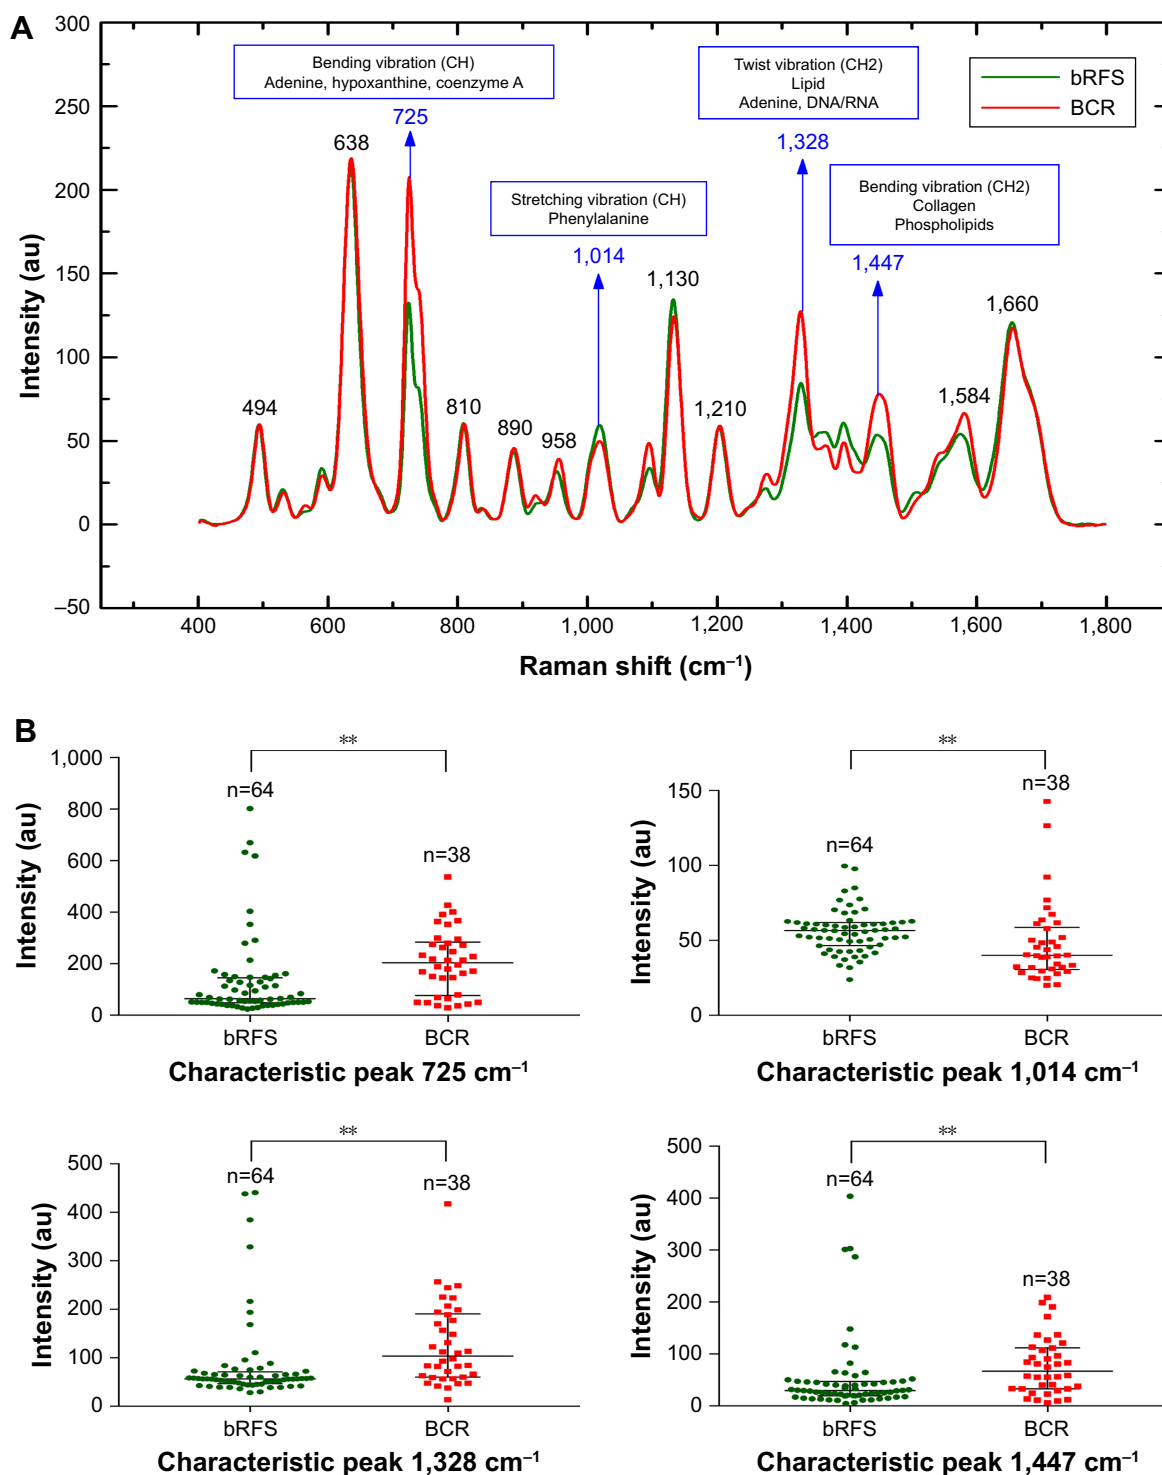 A
300
250
200
150
100
50
0
–50
Intensity (au)
Bending vibration (CH)
Adenine, hypoxanthine, coenzyme A
725
638
Twist vibration (CH2)
Lipid
Adenine, DNA/RNA
1,328
bRFS
BCR
Stretching vibration (CH)
Phenylalanine
1,014
Bending vibration (CH2)
Collagen
Phospholipids
1,447
494
810
890
958
1,130
1,210
1,584
1,660
400 600 800 1,000 1,200 1,400 1,600 1,800
Raman shift (cm⁻¹)
B
**
1,000
800
600
400
200
0
Intensity (au)
n=64
n=38
bRFS BCR
Characteristic peak 725 cm⁻¹
**
150
100
50
0
Intensity (au)
n=64
n=38
bRFS BCR
Characteristic peak 1,014 cm⁻¹
**
500
400
300
200
100
0
Intensity (au)
n=64
n=38
bRFS BCR
Characteristic peak 1,328 cm⁻¹
**
500
400
300
200
100
0
Intensity (au)
n=64
n=38
bRFS BCR
Characteristic peak 1,447 cm⁻¹